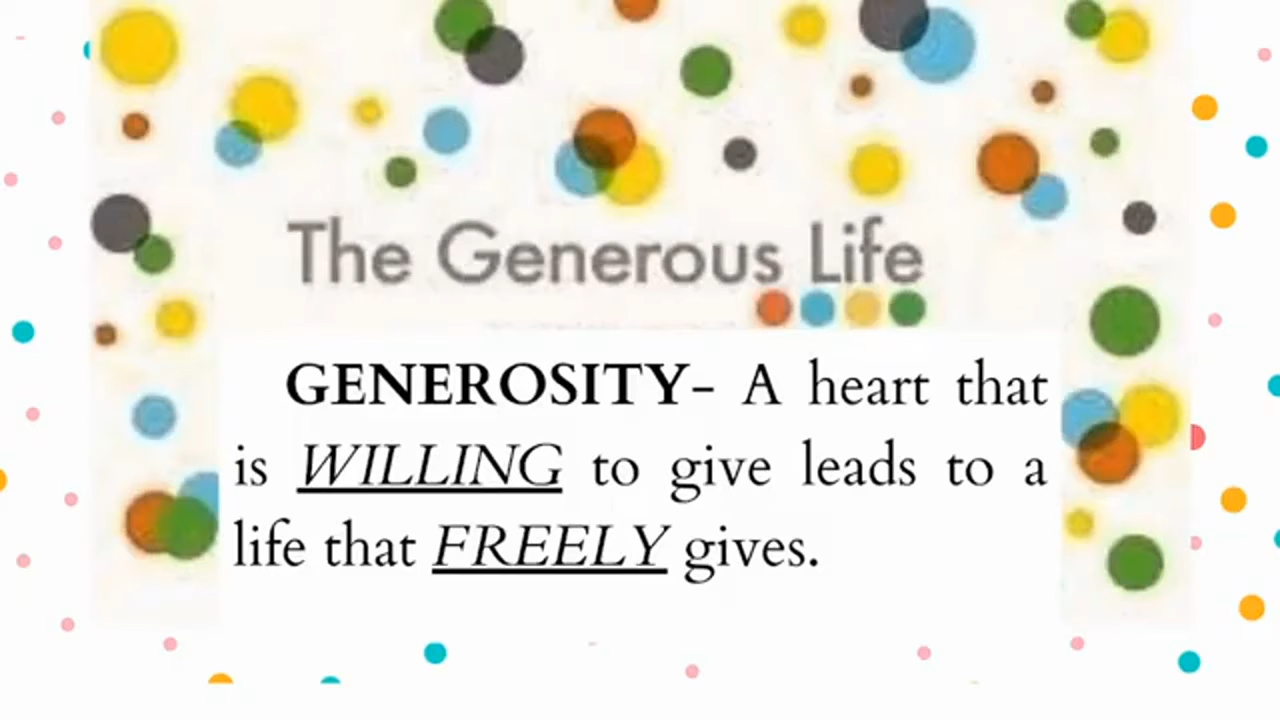 The Generous Life
GENEROSITY- A heart that
is WILLING to give leads to a
life that FREELY gives.